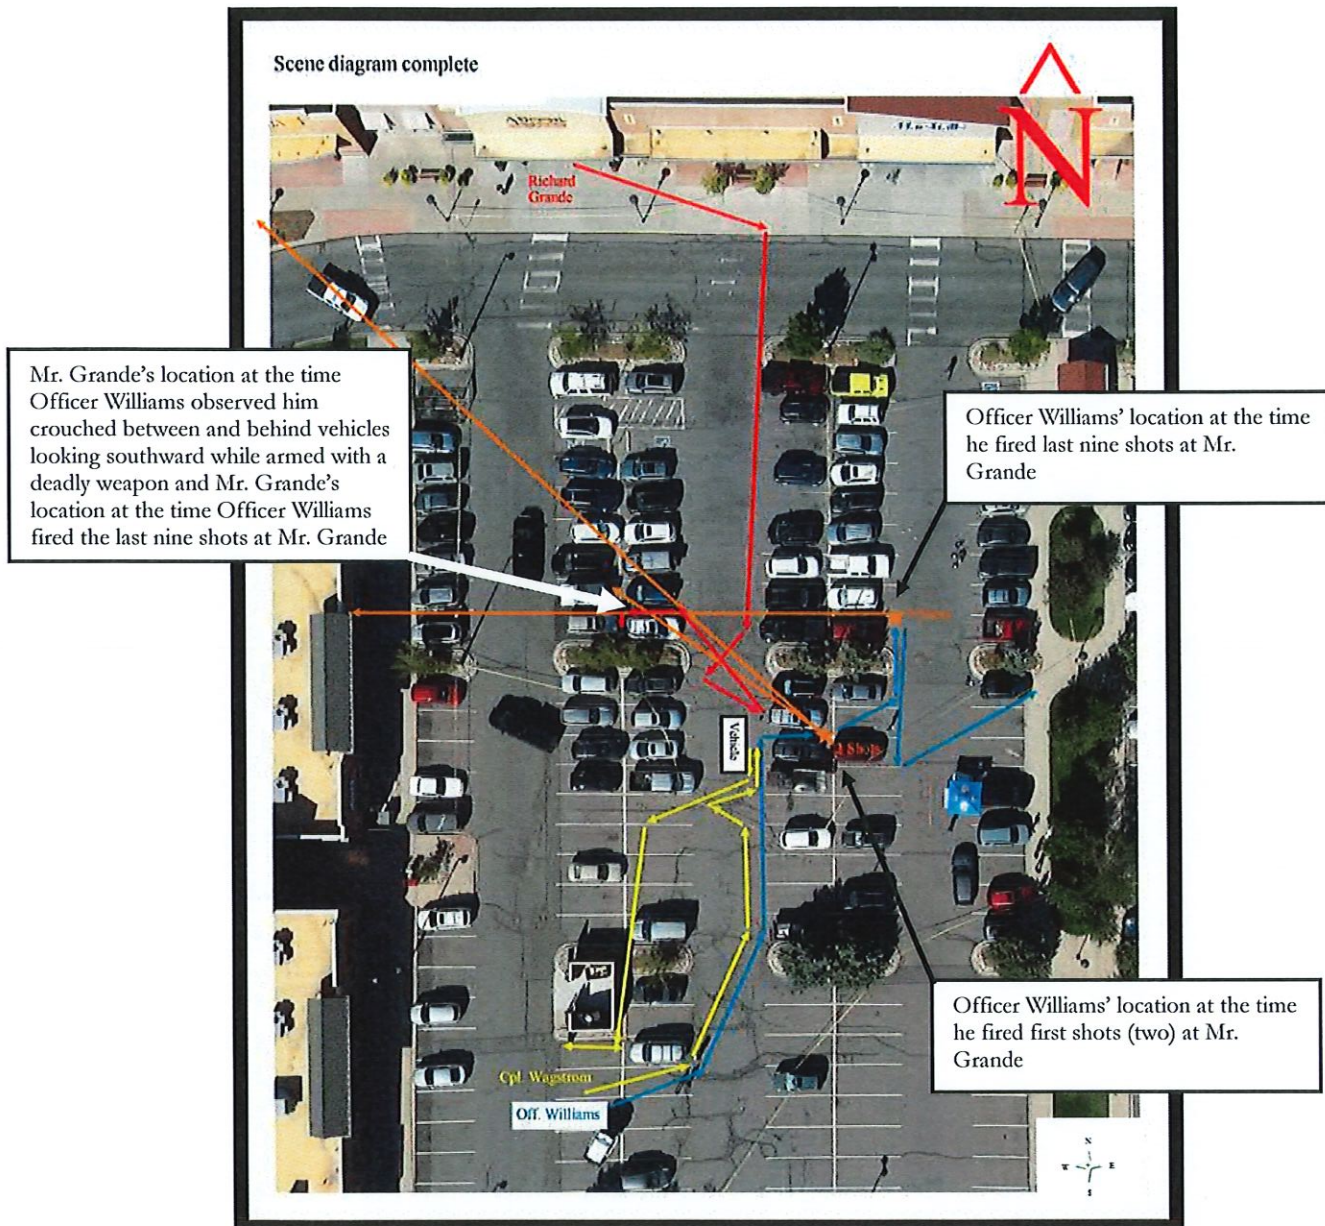 Scene diagram complete
N
Richard
Grande
Mr. Grande's location at the time
Officer Williams observed him
crouched between and behind vehicles
looking southward while armed with a
deadly weapon and Mr. Grande's
location at the time Officer Williams
fired the last nine shots at Mr. Grande
Officer Williams' location at the time
he fired last nine shots at Mr.
Grande
Vehicle
Shots
Officer Williams' location at the time
he fired first shots (two) at Mr.
Grande
Cpl. Wagstrom
Off. Williams
N
W E
S